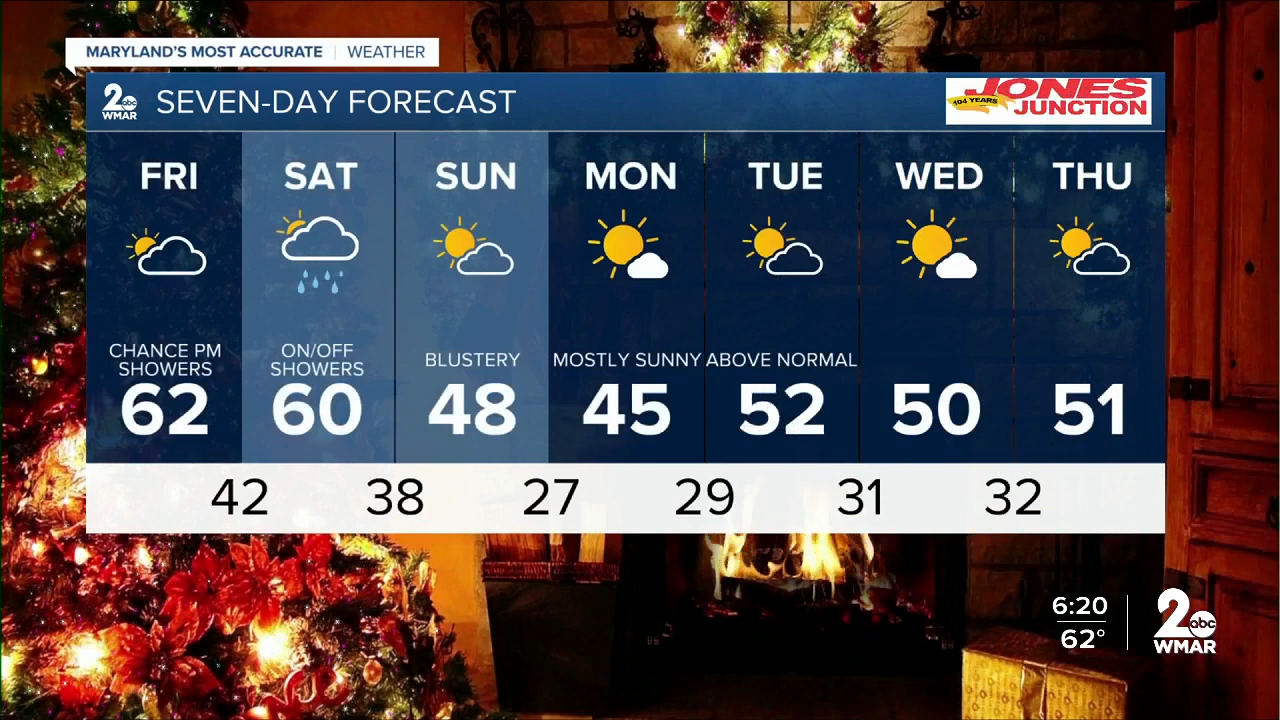 MARYLAND'S MOST ACCURATE | WEATHER
2 abc WMAR
SEVEN-DAY FORECAST
104 YEARS
JONES
JUNCTION
FRI SAT SUN MON TUE WED THU
CHANCE PM SHOWERS
ON/OFF SHOWERS
BLUSTERY
MOSTLY SUNNY
ABOVE NORMAL
62 60 48 45 52 50 51
42 38 27 29 31 32
6:20
62°
2 abc
WMAR